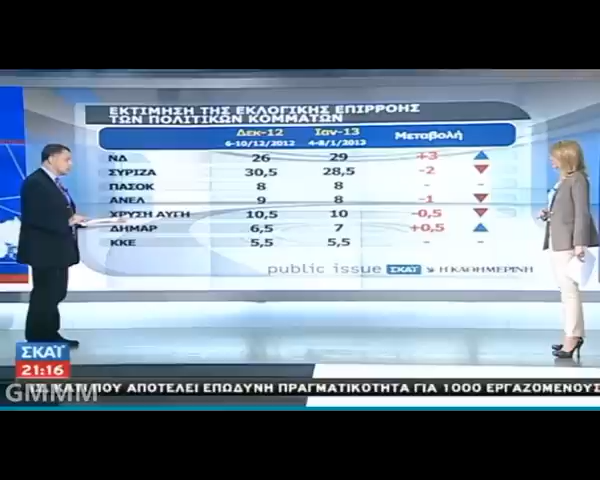 ΕΚΤΙΜΗΣΗ ΤΗΣ ΕΚΛΟΓΙΚΗΣ ΕΠΙΡΡΟΗΣ
ΤΩΝ ΠΟΛΙΤΙΚΩΝ ΚΟΜΜΑΤΩΝ
Δεκ-12 Ιαν-13 Μεταβολή
6-10/12/2012 4-8/1/2013
ΝΔ 26 29 +3
ΣΥΡΙΖΑ 30,5 28,5 -2
ΠΑΣΟΚ 8 8 - -
ΑΝΕΛ 9 8 -1
ΧΡΥΣΗ ΑΥΓΗ 10,5 10 -0,5
ΔΗΜΑΡ 6,5 7 +0,5
ΚΚΕ 5,5 5,5 - -
public issue ΣΚΑΪ Η ΚΑΘΗΜΕΡΙΝΗ
ΣΚΑΪ
21:16
ΚΑΤΙ ΠΟΥ ΑΠΟΤΕΛΕΙ ΕΠΩΔΥΝΗ ΠΡΑΓΜΑΤΙΚΟΤΗΤΑ ΓΙΑ 1000 ΕΡΓΑΖΟΜΕΝΟΥΣ
GMMM